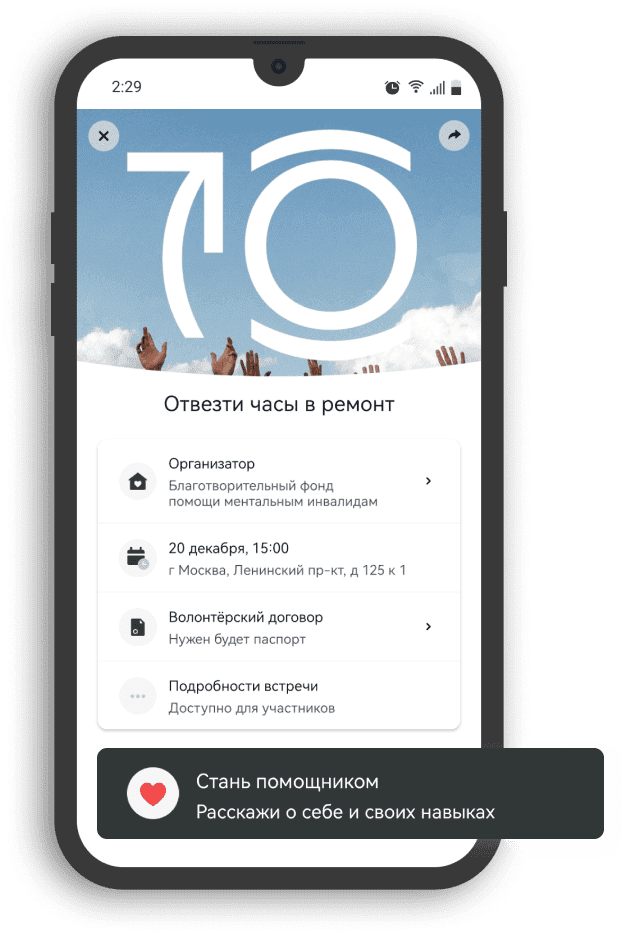 2:29
10
Отвезти часы в ремонт
Организатор
Благотворительный фонд
помощи ментальным инвалидам
20 декабря, 15:00
г Москва, Ленинский пр-кт, д 125 к 1
Волонтёрский договор
Нужен будет паспорт
Подробности встречи
Доступно для участников
Стань помощником
Расскажи о себе и своих навыках